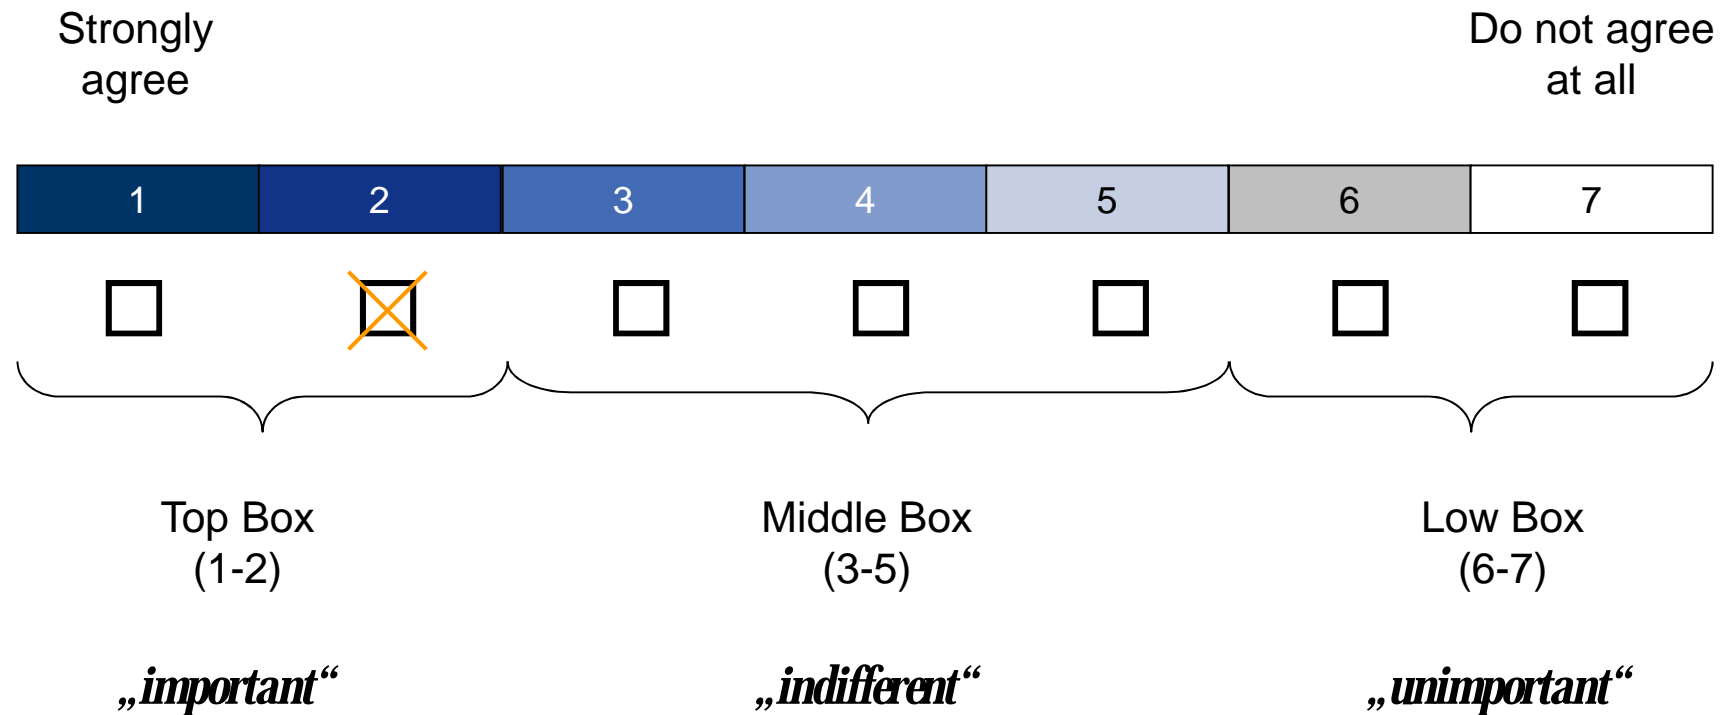 Strongly
agree
Do not agree
at all
1 2 3 4 5 6 7
Top Box
(1-2)
Middle Box
(3-5)
Low Box
(6-7)
„important“ „indifferent“ „unimportant“